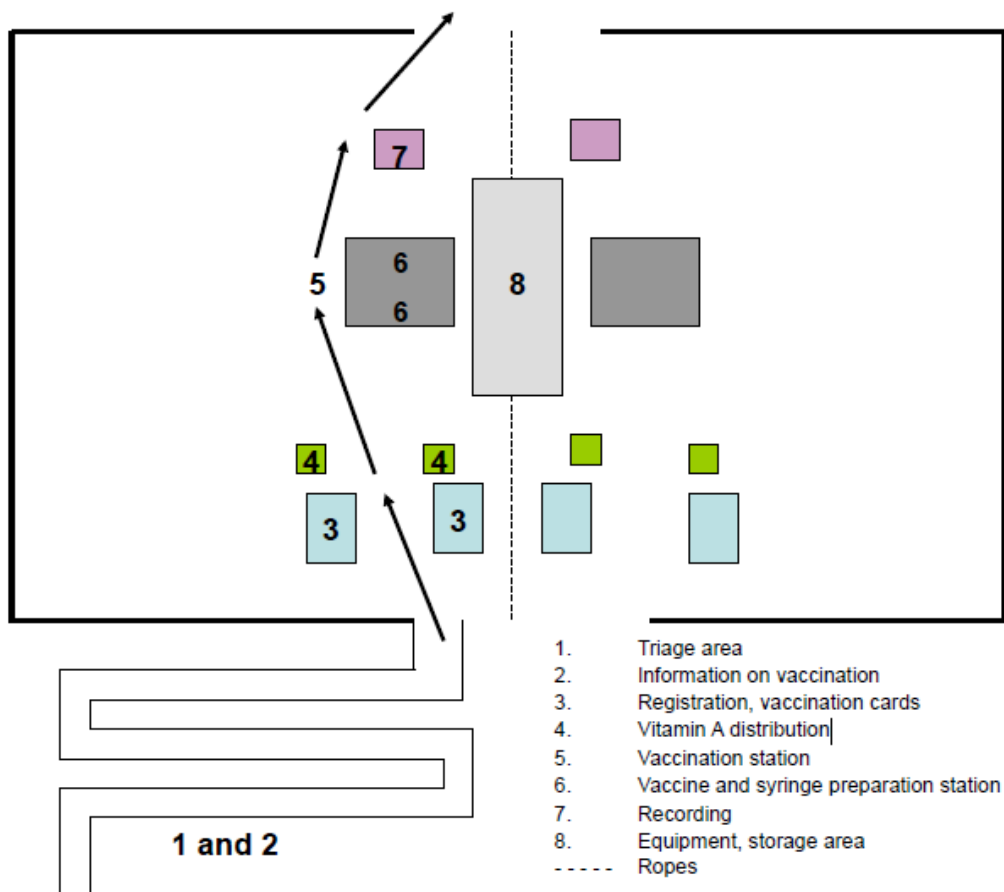 7
6
5
8
6
4 4
3 3
1. Triage area
2. Information on vaccination
3. Registration, vaccination cards
4. Vitamin A distribution
5. Vaccination station
6. Vaccine and syringe preparation station
7. Recording
8. Equipment, storage area
- - - - - Ropes
1 and 2